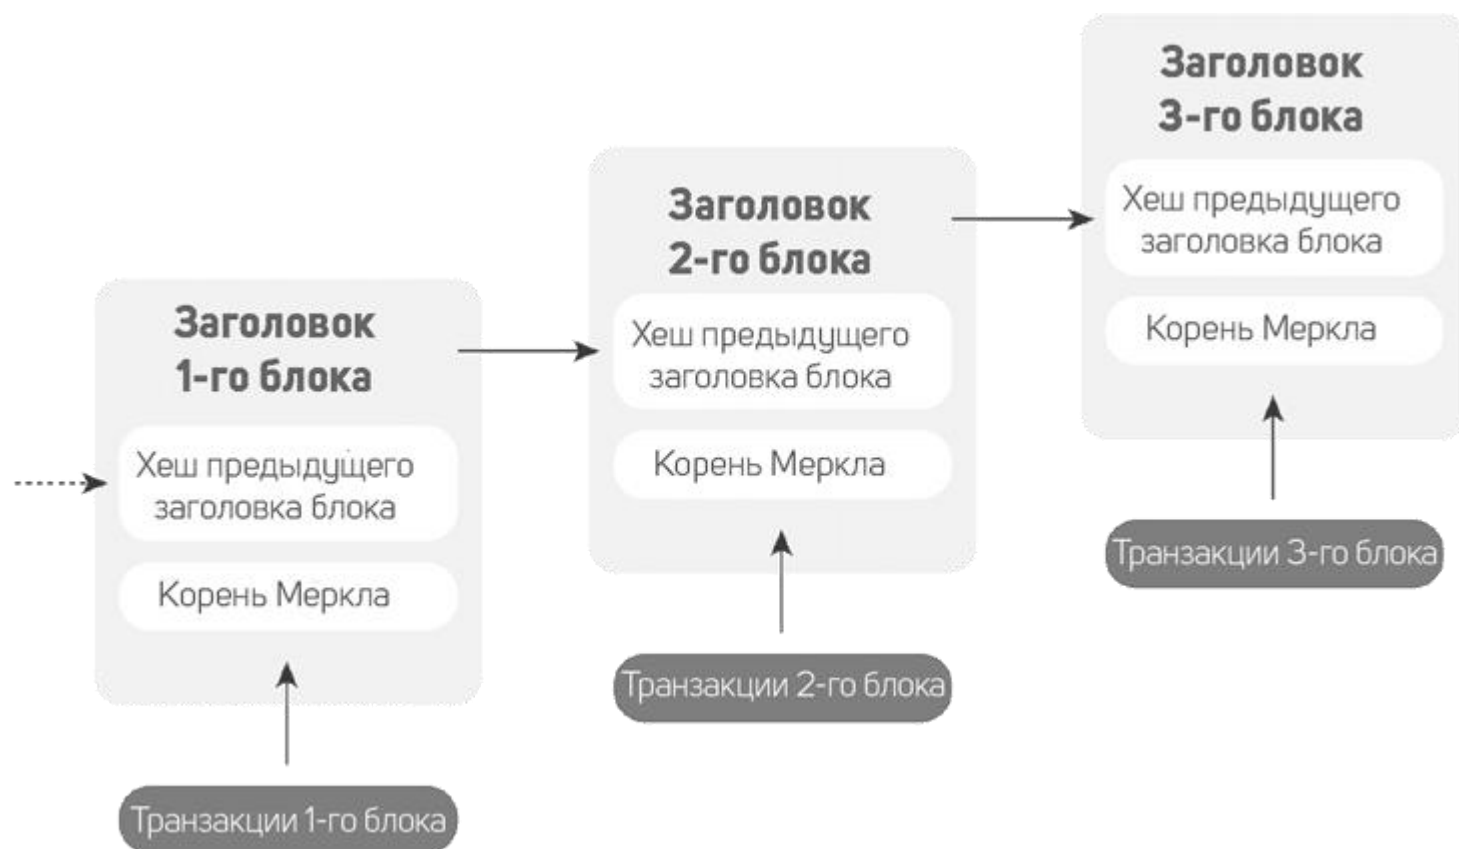 Заголовок
1-го блока
Хеш предыдущего
заголовка блока
Корень Меркла
Транзакции 1-го блока
Заголовок
2-го блока
Хеш предыдущего
заголовка блока
Корень Меркла
Транзакции 2-го блока
Заголовок
3-го блока
Хеш предыдущего
заголовка блока
Корень Меркла
Транзакции 3-го блока